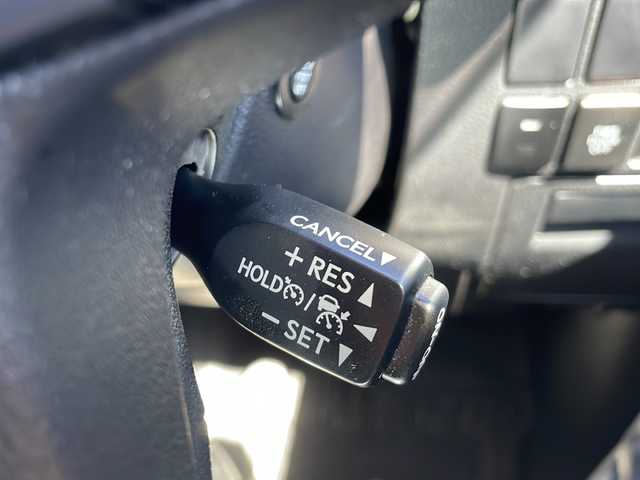 CANCEL▼
+ RES ▲
HOLD /
- SET ▼